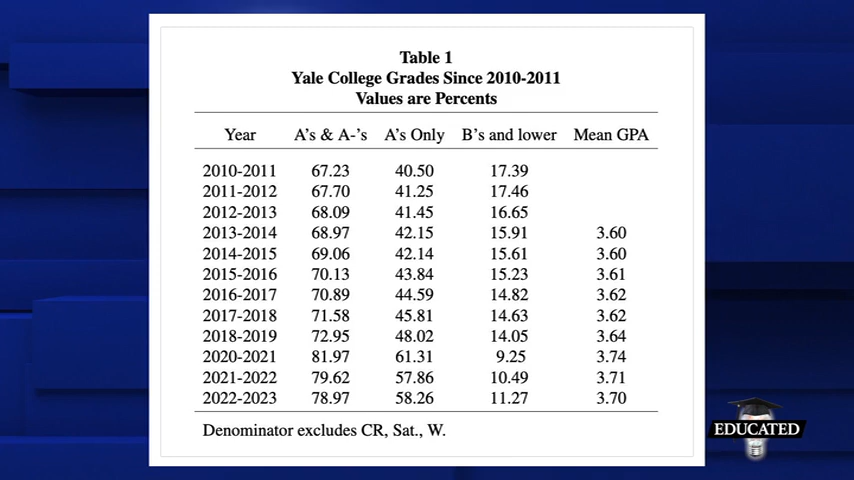 Table 1
Yale College Grades Since 2010-2011
Values are Percents
Year A's & A-'s A's Only B's and lower Mean GPA
2010-2011 67.23 40.50 17.39
2011-2012 67.70 41.25 17.46
2012-2013 68.09 41.45 16.65
2013-2014 68.97 42.15 15.91 3.60
2014-2015 69.06 42.14 15.61 3.60
2015-2016 70.13 43.84 15.23 3.61
2016-2017 70.89 44.59 14.82 3.62
2017-2018 71.58 45.81 14.63 3.62
2018-2019 72.95 48.02 14.05 3.64
2020-2021 81.97 61.31 9.25 3.74
2021-2022 79.62 57.86 10.49 3.71
2022-2023 78.97 58.26 11.27 3.70
Denominator excludes CR, Sat., W.
EDUCATED